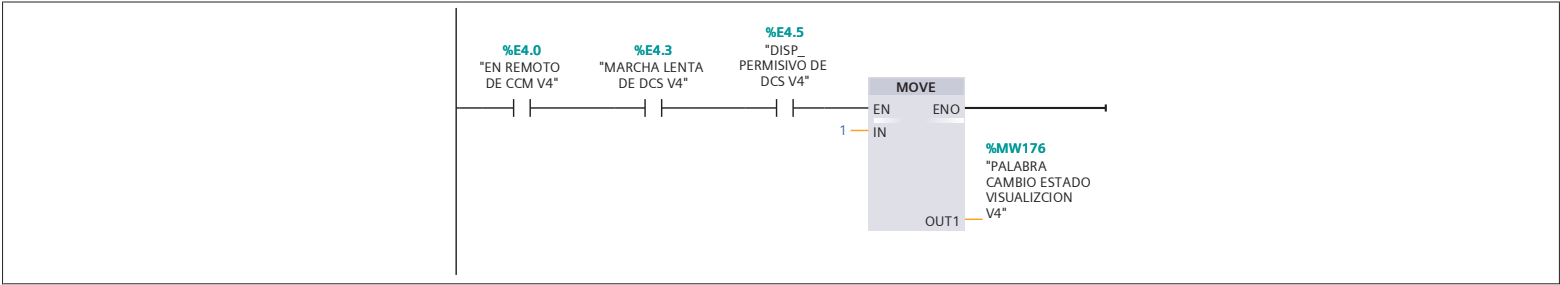 %E4.0
"EN REMOTO
DE CCM V4"
%E4.3
"MARCHA LENTA
DE DCS V4"
%E4.5
"DISP_
PERMISIVO DE
DCS V4"
MOVE
EN
ENO
1
IN
%MW176
"PALABRA
CAMBIO ESTADO
VISUALIZCION
V4"
OUT1